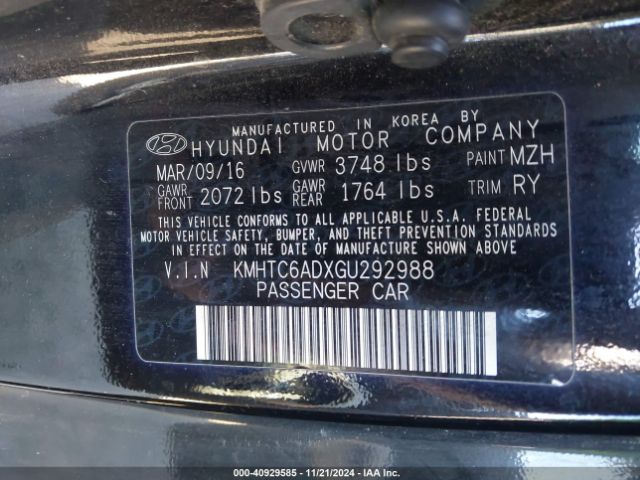 MANUFACTURED IN KOREA BY
HYUNDAI MOTOR COMPANY
MAR/09/16 GVWR 3748 lbs PAINT MZH
GAWR FRONT 2072 lbs GAWR REAR 1764 lbs TRIM RY
THIS VEHICLE CONFORMS TO ALL APPLICABLE U.S.A. FEDERAL
MOTOR VEHICLE SAFETY, BUMPER, AND THEFT PREVENTION STANDARDS
IN EFFECT ON THE DATE OF MANUFACTURE SHOWN ABOVE
V.I.N KMHTC6ADXGU292988
PASSENGER CAR
000-40929585 - 11/21/2024 - IAA Inc.